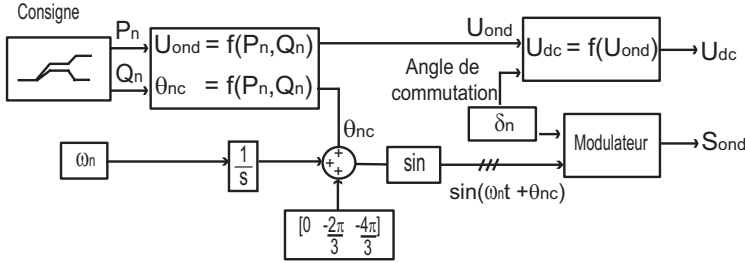 Consigne
Pn
Qn
Uond = f(Pn,Qn)
θnc = f(Pn,Qn)
Uond
Udc = f(Uond)
Udc
Angle de
commutation
δn
Modulateur
Sond
θnc
ωn
1
s
+
+
+
sin
sin(ωnt +θnc)
[0 -2π -4π]
3 3